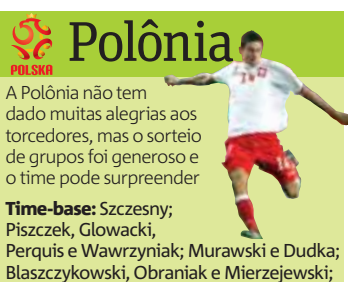 POLSKA
Polônia
A Polônia não tem
dado muitas alegrias aos
torcedores, mas o sorteio
de grupos foi generoso e
o time pode surpreender
Time-base: Szczesny;
Piszczek, Glowacki,
Perquis e Wawrzyniak; Murawski e Dudka;
Blaszczykowski, Obraniak e Mierzejewski;